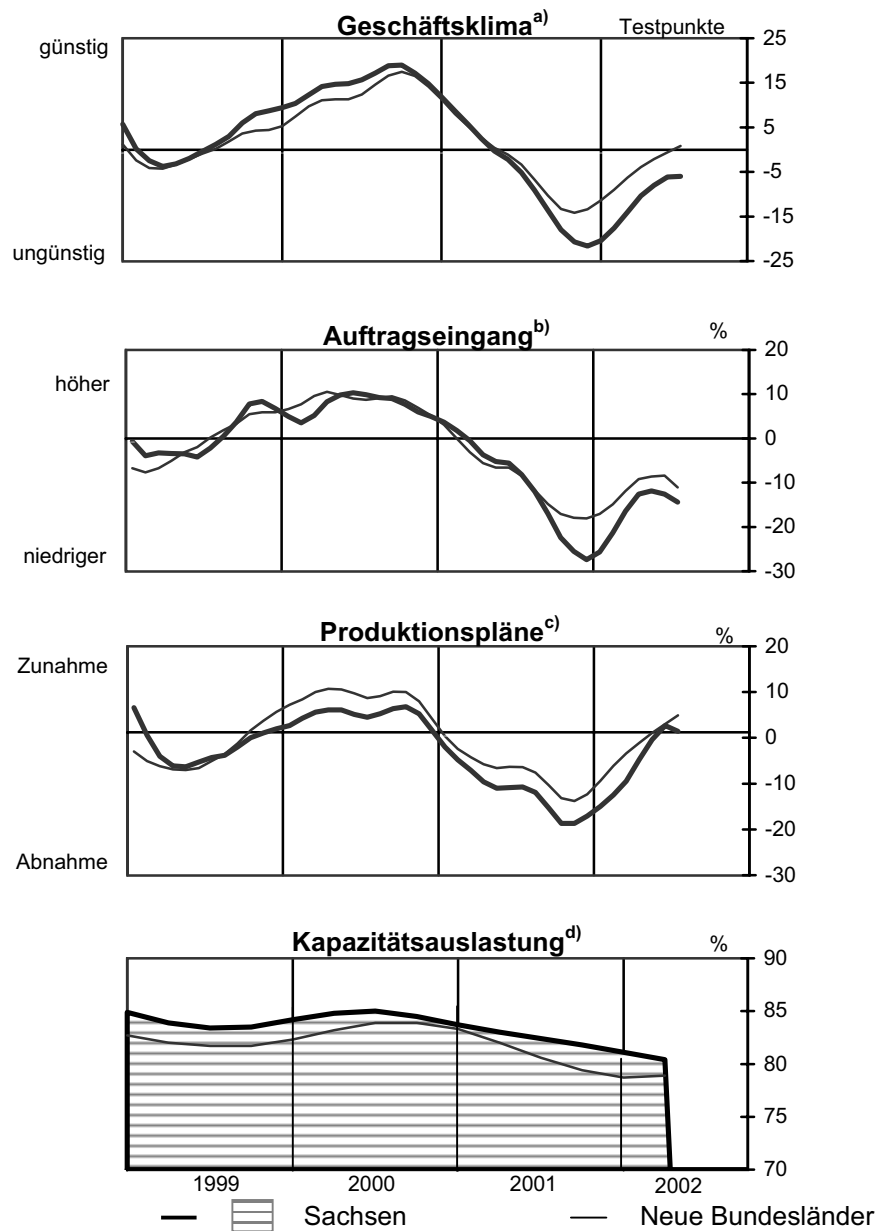 Geschäftsklima a)
Testpunkte
günstig
ungünstig
25
15
5
-5
-15
-25
Auftragseingang b)
%
höher
niedriger
20
10
0
-10
-20
-30
Produktionspläne c)
%
Zunahme
Abnahme
20
10
0
-10
-20
-30
Kapazitätsauslastung d)
%
90
85
80
75
70
1999 2000 2001 2002
Sachsen Neue Bundesländer